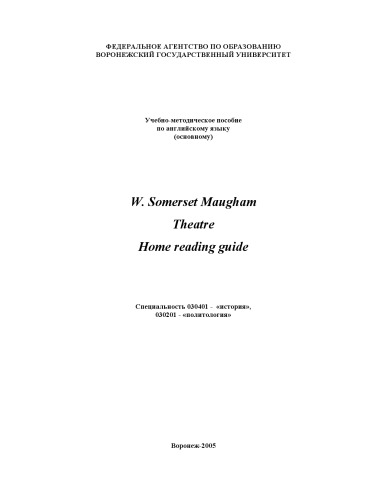 ФЕДЕРАЛЬНОЕ АГЕНТСТВО ПО ОБРАЗОВАНИЮ
ВОРОНЕЖСКИЙ ГОСУДАРСТВЕННЫЙ УНИВЕРСИТЕТ
Учебно-методическое пособие
по английскому языку
(основному)
W. Somerset Maugham
Theatre
Home reading guide
Специальность 030401 – «история»,
030201 - «политология»
Воронеж-2005